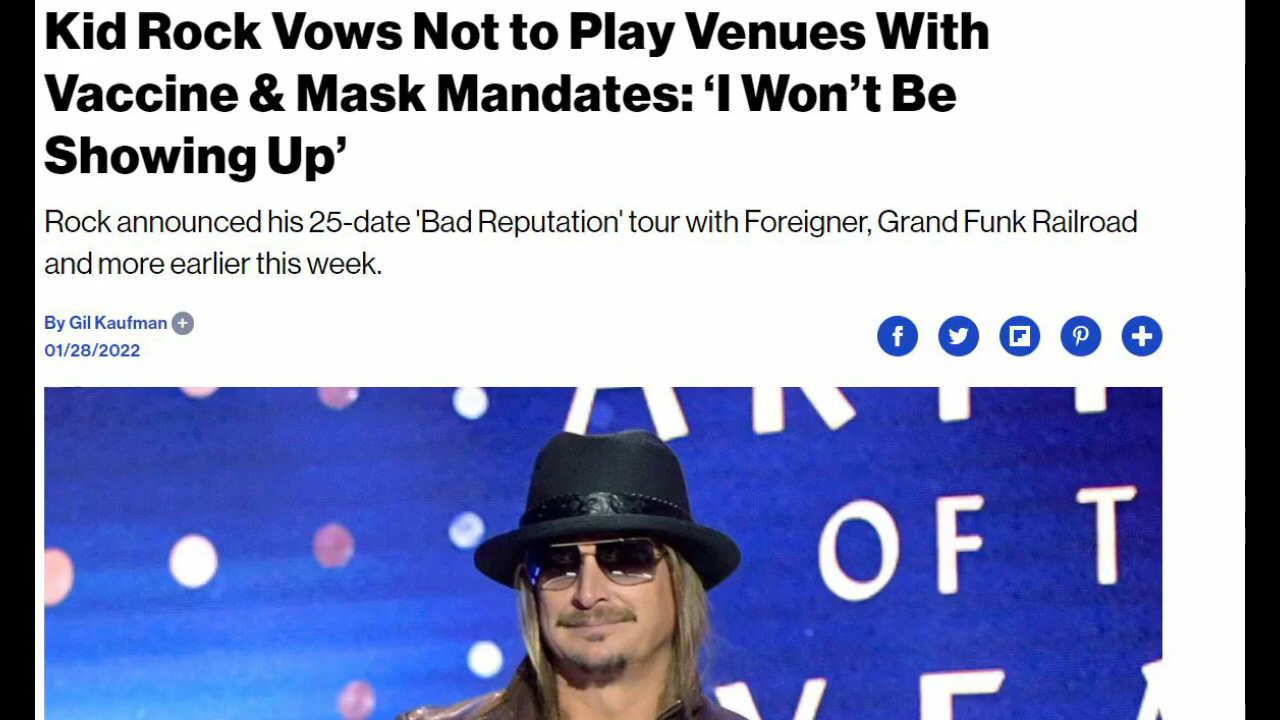 Kid Rock Vows Not to Play Venues With
Vaccine & Mask Mandates: ‘I Won’t Be
Showing Up’
Rock announced his 25-date 'Bad Reputation' tour with Foreigner, Grand Funk Railroad
and more earlier this week.
By Gil Kaufman
01/28/2022
OF T